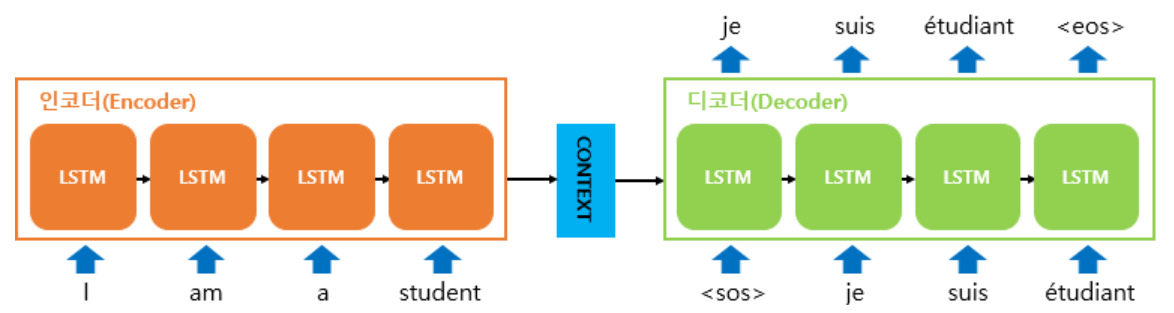 je suis étudiant <eos>
인코더(Encoder)
디코더(Decoder)
LSTM LSTM LSTM LSTM
CONTEXT
LSTM LSTM LSTM LSTM
I am a student
<sos> je suis étudiant